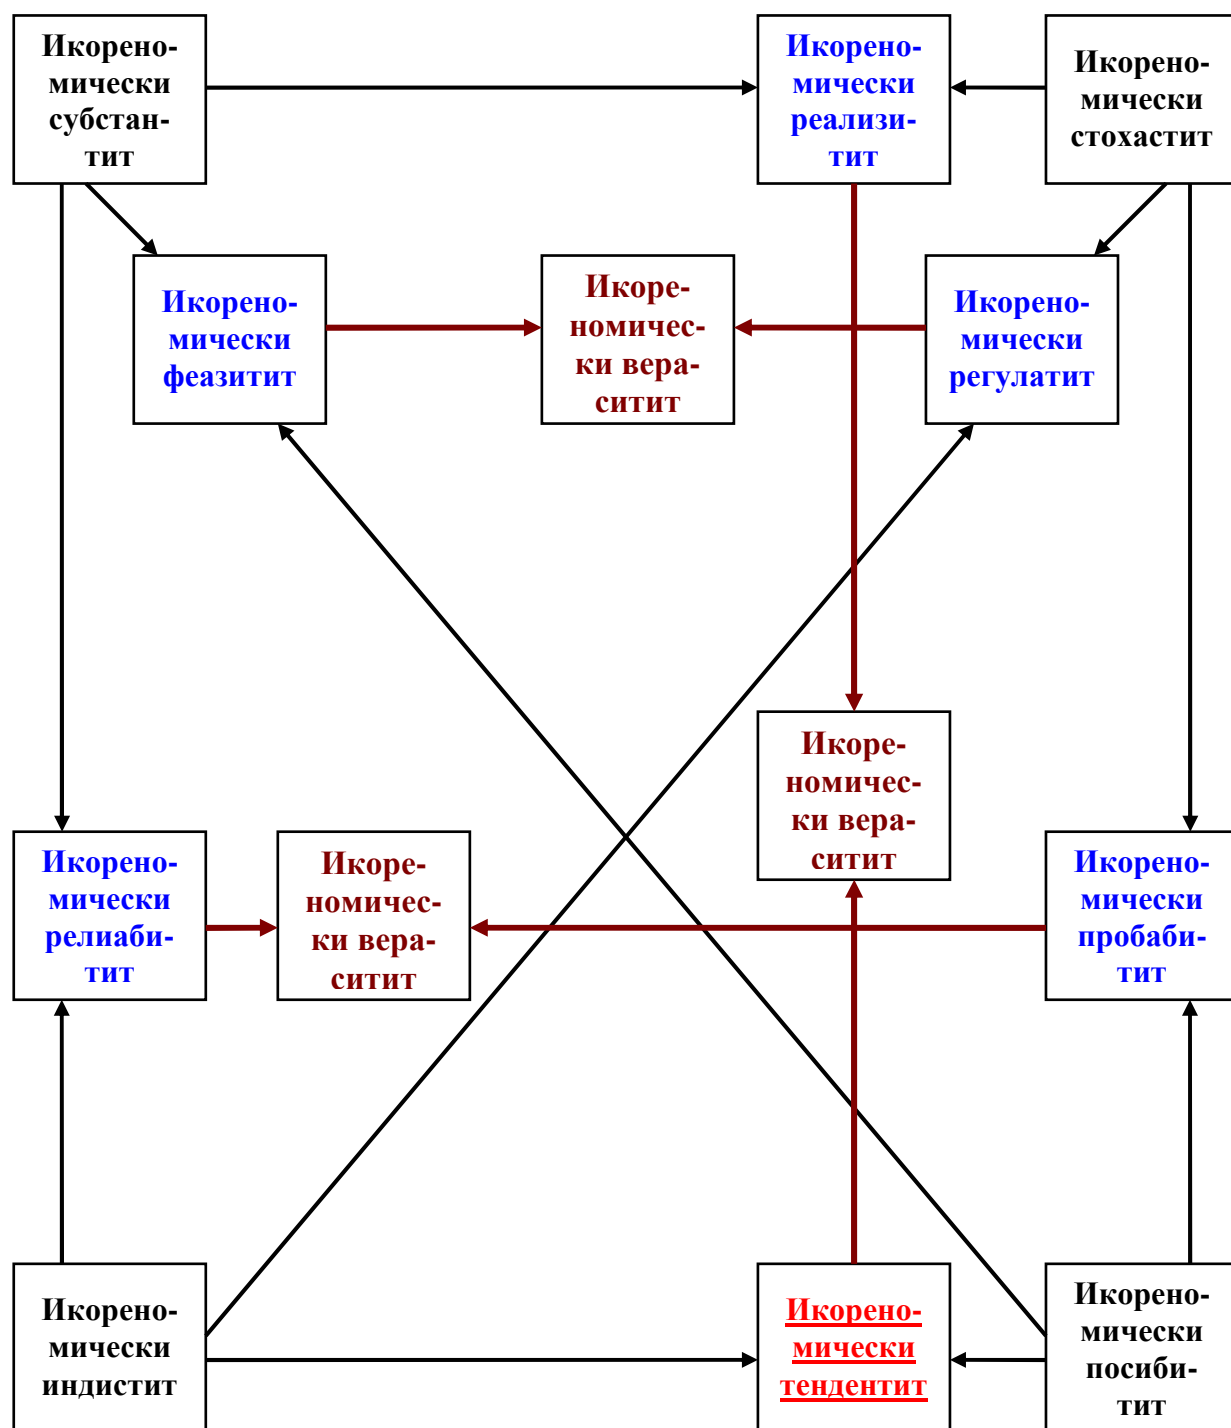 Икорено-
мически
субстан-
тит
Икорено-
мически
реализи-
тит
Икорено-
мически
стохастит
Икорено-
мически
феазитит
Икоре-
номичес-
ки вера-
ситит
Икорено-
мически
регулатит
Икоре-
номичес-
ки вера-
ситит
Икорено-
мически
релиаби-
тит
Икоре-
номичес-
ки вера-
ситит
Икорено-
мически
пробаби-
тит
Икорено-
мически
индистит
Икорено-
мически
тендентит
Икорено-
мически
посиби-
тит